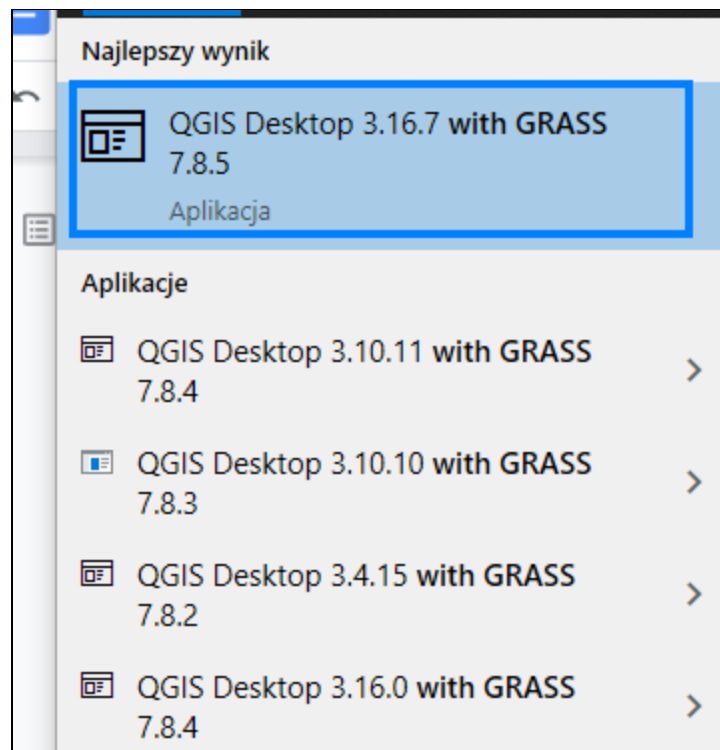 Najlepszy wynik
QGIS Desktop 3.16.7 with GRASS
7.8.5
Aplikacja
Aplikacje
QGIS Desktop 3.10.11 with GRASS
7.8.4
QGIS Desktop 3.10.10 with GRASS
7.8.3
QGIS Desktop 3.4.15 with GRASS
7.8.2
QGIS Desktop 3.16.0 with GRASS
7.8.4